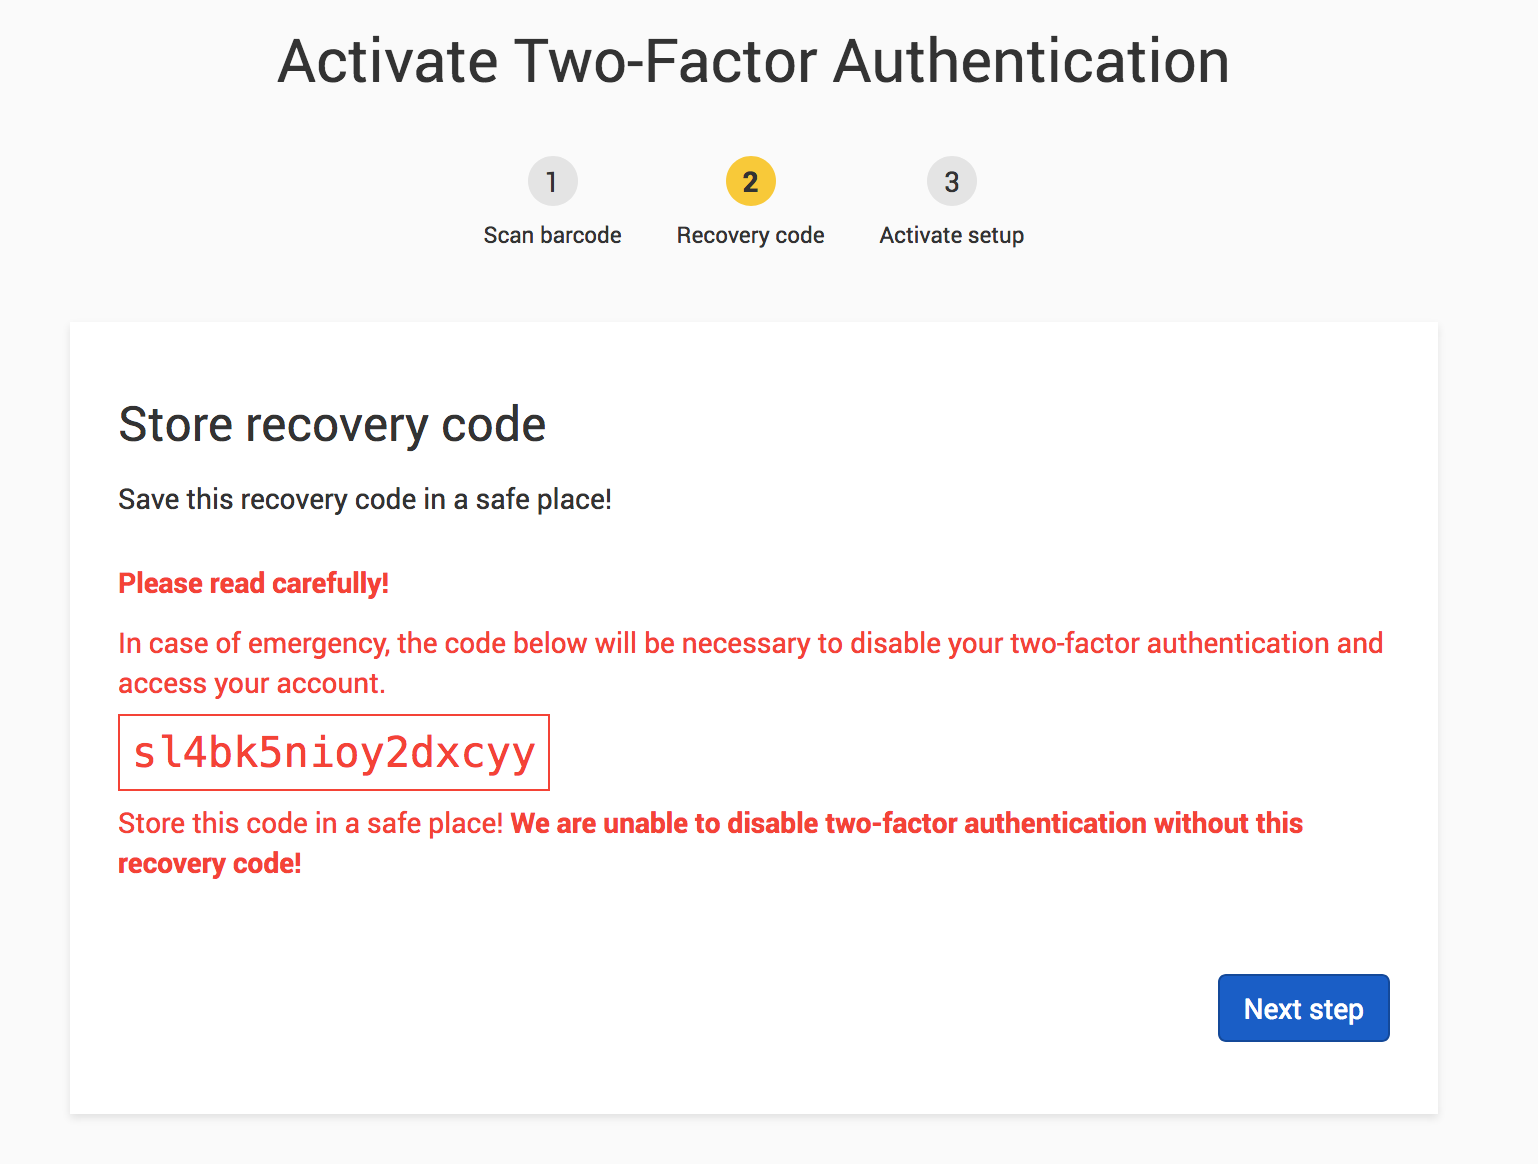 Activate Two-Factor Authentication
1
2
3
Scan barcode
Recovery code
Activate setup
Store recovery code
Save this recovery code in a safe place!
Please read carefully!
In case of emergency, the code below will be necessary to disable your two-factor authentication and
access your account.
sl4bk5nioy2dxcyy
Store this code in a safe place! We are unable to disable two-factor authentication without this
recovery code!
Next step